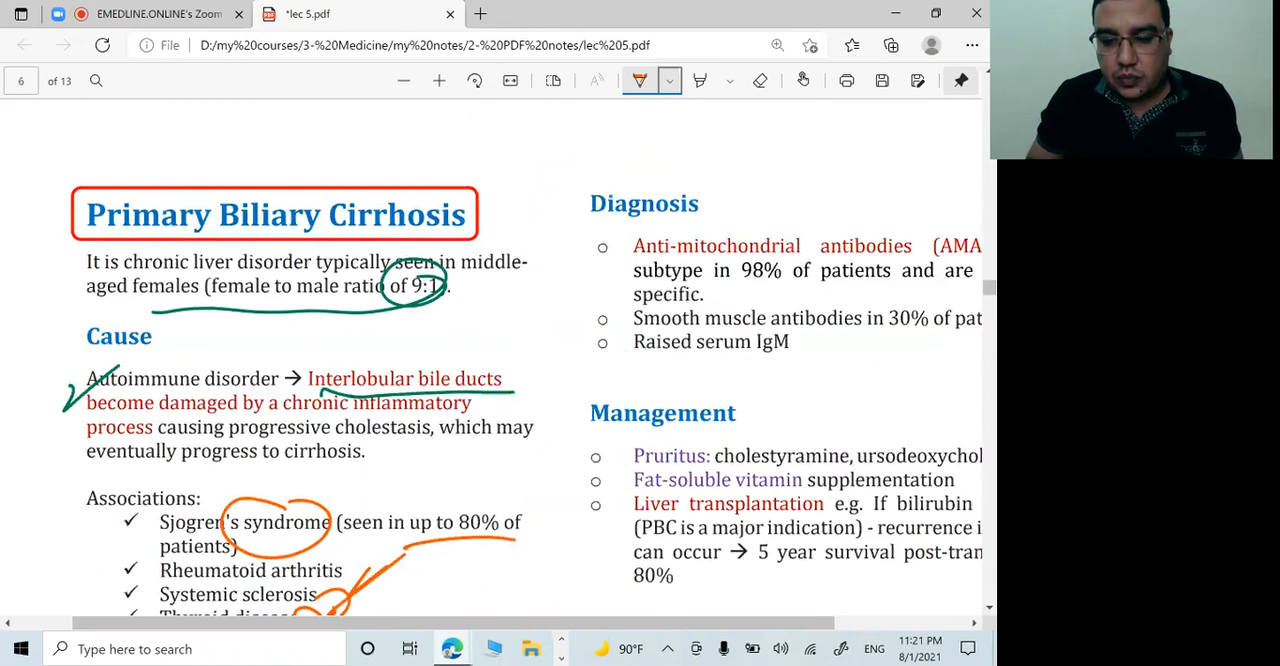 EMEDLINE.ONLINE's Zoom
*lec 5.pdf
File
D:/my%20courses/3-%20Medicine/my%20notes/2-%20PDF%20notes/lec%205.pdf
6
of 13
Primary Biliary Cirrhosis
It is chronic liver disorder typically seen in middle-
aged females (female to male ratio of 9:1).
Cause
Autoimmune disorder → Interlobular bile ducts
become damaged by a chronic inflammatory
process causing progressive cholestasis, which may
eventually progress to cirrhosis.
Associations:
✓ Sjogren's syndrome (seen in up to 80% of
patients)
✓ Rheumatoid arthritis
✓ Systemic sclerosis
✓ Thyroid disease
Diagnosis
o Anti-mitochondrial antibodies (AMA
subtype in 98% of patients and are
specific.
o Smooth muscle antibodies in 30% of pat
o Raised serum IgM
Management
o Pruritus: cholestyramine, ursodeoxychol
o Fat-soluble vitamin supplementation
o Liver transplantation e.g. If bilirubin
(PBC is a major indication) - recurrence i
can occur → 5 year survival post-tran
80%
Type here to search
90°F
ENG
11:21 PM
8/1/2021